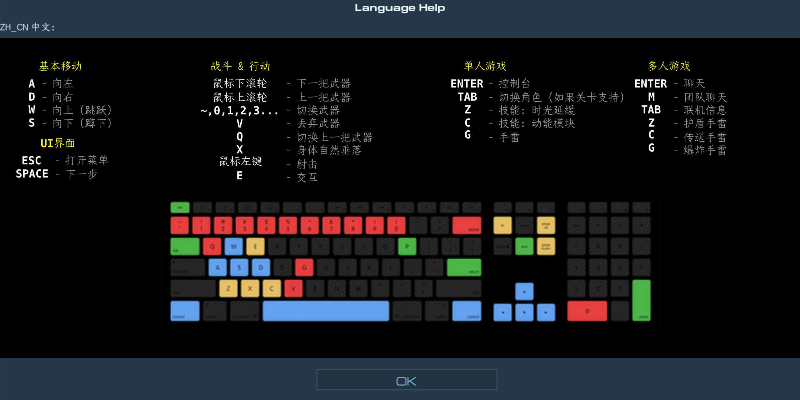 Language Help
ZH_CN 中文：
基本移动
A - 向左
D - 向右
W - 向上（跳跃）
S - 向下（蹲下）
UI界面
ESC - 打开菜单
SPACE - 下一步
战斗 & 行动
鼠标下滚轮 - 下一把武器
鼠标上滚轮 - 上一把武器
~,0,1,2,3... - 切换武器
V - 丢弃武器
Q - 切换上一把武器
X - 身体自然垂落
鼠标左键 - 射击
E - 交互
单人游戏
ENTER - 控制台
TAB - 切换角色（如果关卡支持）
Z - 技能：时光延缓
C - 技能：动能模块
G - 手雷
多人游戏
ENTER - 聊天
M - 团队聊天
TAB - 联机信息
Z - 护盾手雷
C - 传送手雷
G - 爆炸手雷
Q W E P
A S D G
Z X C V
OK